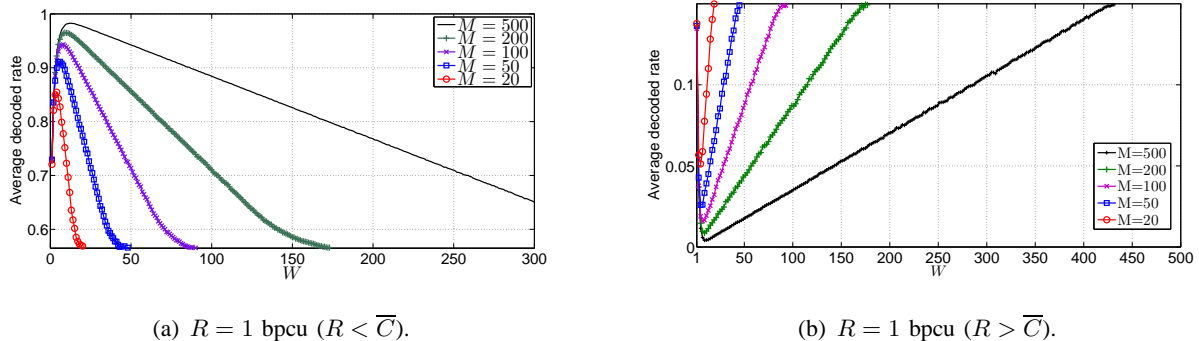 1
0.9
0.8
0.7
0.6
Average decoded rate
0 50 100 150 200 250 300
W
M = 500
M = 200
M = 100
M = 50
M = 20
(a) R = 1 bpcu (R < C̅).
0.1
0.05
0
Average decoded rate
1 50 100 150 200 250 300 350 400 450 500
W
M=500
M=200
M=100
M=50
M=20
(b) R = 1 bpcu (R > C̅).